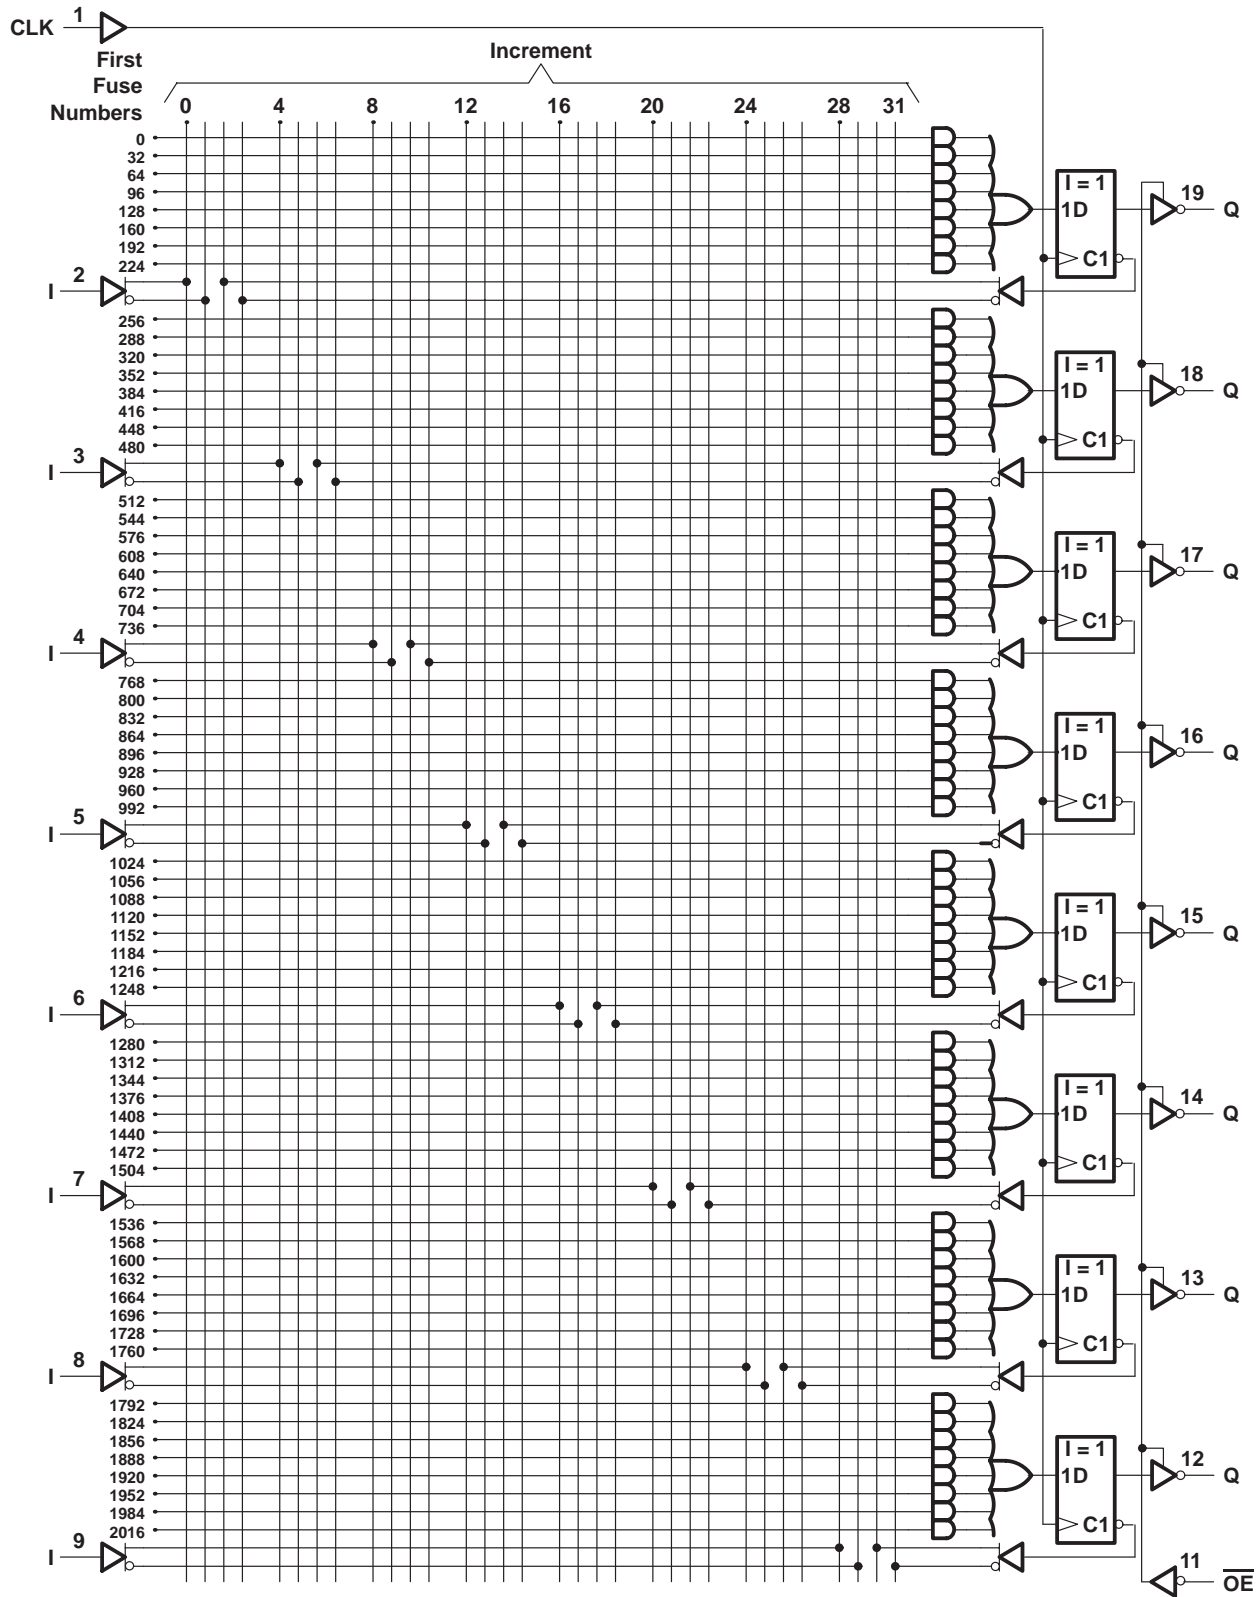 CLK 1
First
Fuse
Numbers
Increment
0 4 8 12 16 20 24 28 31
0
32
64
96
128
160
192
224
I = 1
1D
C1
19 Q
I 2
256
288
320
352
384
416
448
480
I = 1
1D
C1
18 Q
I 3
512
544
576
608
640
672
704
736
I = 1
1D
C1
17 Q
I 4
768
800
832
864
896
928
960
992
I = 1
1D
C1
16 Q
I 5
1024
1056
1088
1120
1152
1184
1216
1248
I = 1
1D
C1
15 Q
I 6
1280
1312
1344
1376
1408
1440
1472
1504
I = 1
1D
C1
14 Q
I 7
1536
1568
1600
1632
1664
1696
1728
1760
I = 1
1D
C1
13 Q
I 8
1792
1824
1856
1888
1920
1952
1984
2016
I = 1
1D
C1
12 Q
I 9
11 O̅E̅